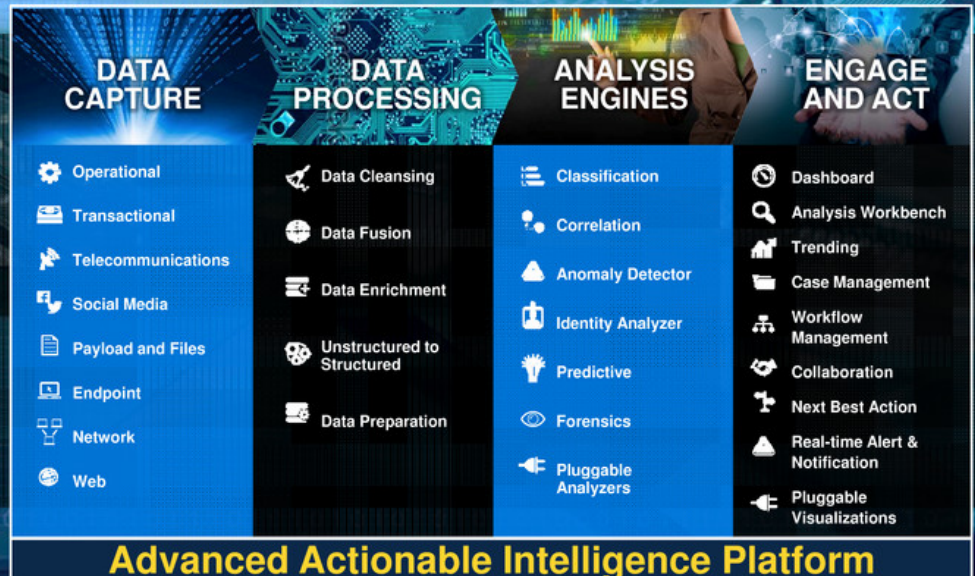 DATA
CAPTURE
Operational
Transactional
Telecommunications
Social Media
Payload and Files
Endpoint
Network
Web
DATA
PROCESSING
Data Cleansing
Data Fusion
Data Enrichment
Unstructured to
Structured
Data Preparation
ANALYSIS
ENGINES
Classification
Correlation
Anomaly Detector
Identity Analyzer
Predictive
Forensics
Pluggable
Analyzers
ENGAGE
AND ACT
Dashboard
Analysis Workbench
Trending
Case Management
Workflow
Management
Collaboration
Next Best Action
Real-time Alert &
Notification
Pluggable
Visualizations
Advanced Actionable Intelligence Platform